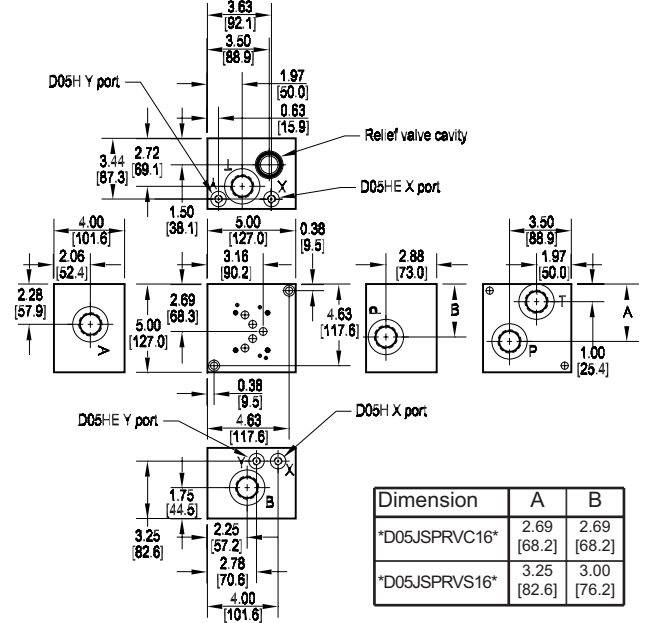 3.63
[92.1]
3.50
[88.9]
D05H Y port
1.97
[50.0]
0.63
[15.9]
Relief valve cavity
3.44
[87.3]
2.72
[69.1]
T
Y
X
D05HE X port
1.50
[38.1]
4.00
[101.6]
2.06
[52.4]
5.00
[127.0]
3.16
[90.2]
0.38
[9.5]
2.88
[73.0]
3.50
[88.9]
1.97
[50.0]
2.28
[57.9]
A
2.69
[68.3]
5.00
[127.0]
4.63
[117.6]
P
B
T
P
A
1.00
[25.4]
0.38
[9.5]
4.63
[117.6]
D05HE Y port
D05H X port
Y
X
B
1.75
[44.5]
3.25
[82.6]
2.25
[57.2]
2.78
[70.6]
4.00
[101.6]
Dimension A B
*D05JSPRVC16* 2.69 [68.2] 2.69 [68.2]
*D05JSPRVS16* 3.25 [82.6] 3.00 [76.2]